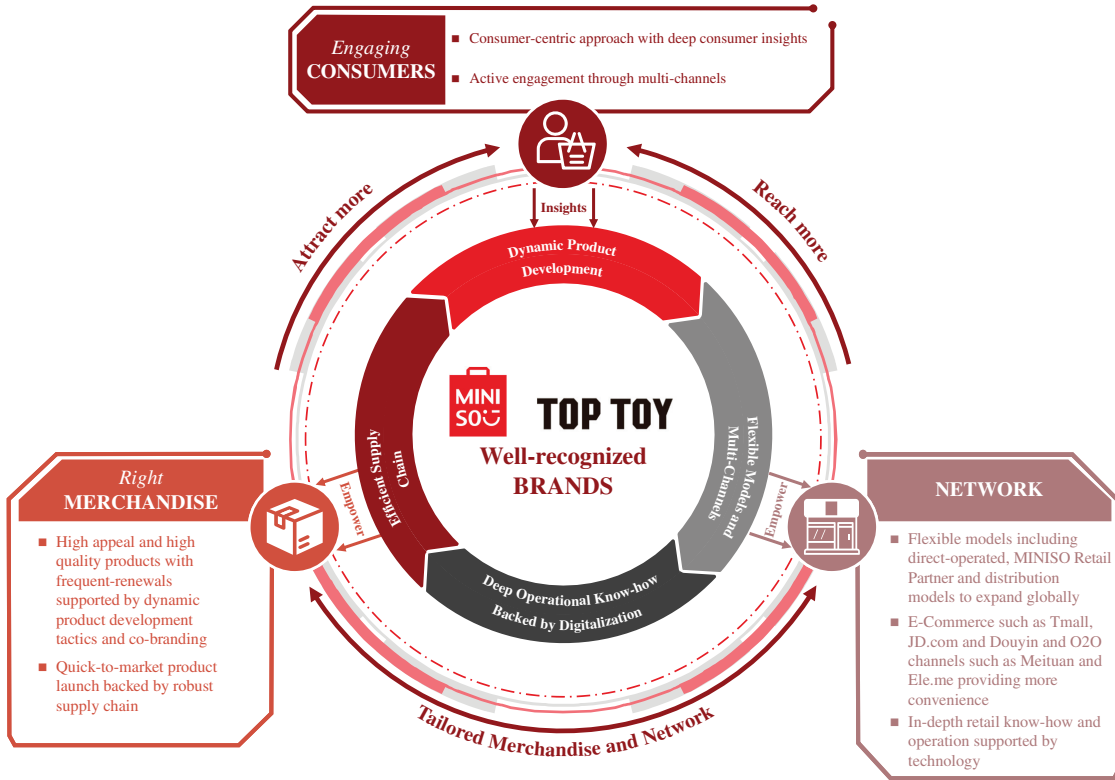 Engaging
CONSUMERS
■ Consumer-centric approach with deep consumer insights
■ Active engagement through multi-channels
Attract more
Reach more
Insights
Dynamic Product
Development
Efficient Supply
Chain
Flexible Models and
Multi-Channels
Deep Operational Know-how
Backed by Digitalization
MINI
SO
TOP TOY
Well-recognized
BRANDS
Empower
Empower
Right
MERCHANDISE
■ High appeal and high
quality products with
frequent-renewals
supported by dynamic
product development
tactics and co-branding
■ Quick-to-market product
launch backed by robust
supply chain
NETWORK
■ Flexible models including
direct-operated, MINISO Retail
Partner and distribution
models to expand globally
■ E-Commerce such as Tmall,
JD.com and Douyin and O2O
channels such as Meituan and
Ele.me providing more
convenience
■ In-depth retail know-how and
operation supported by
technology
Tailored Merchandise and Network